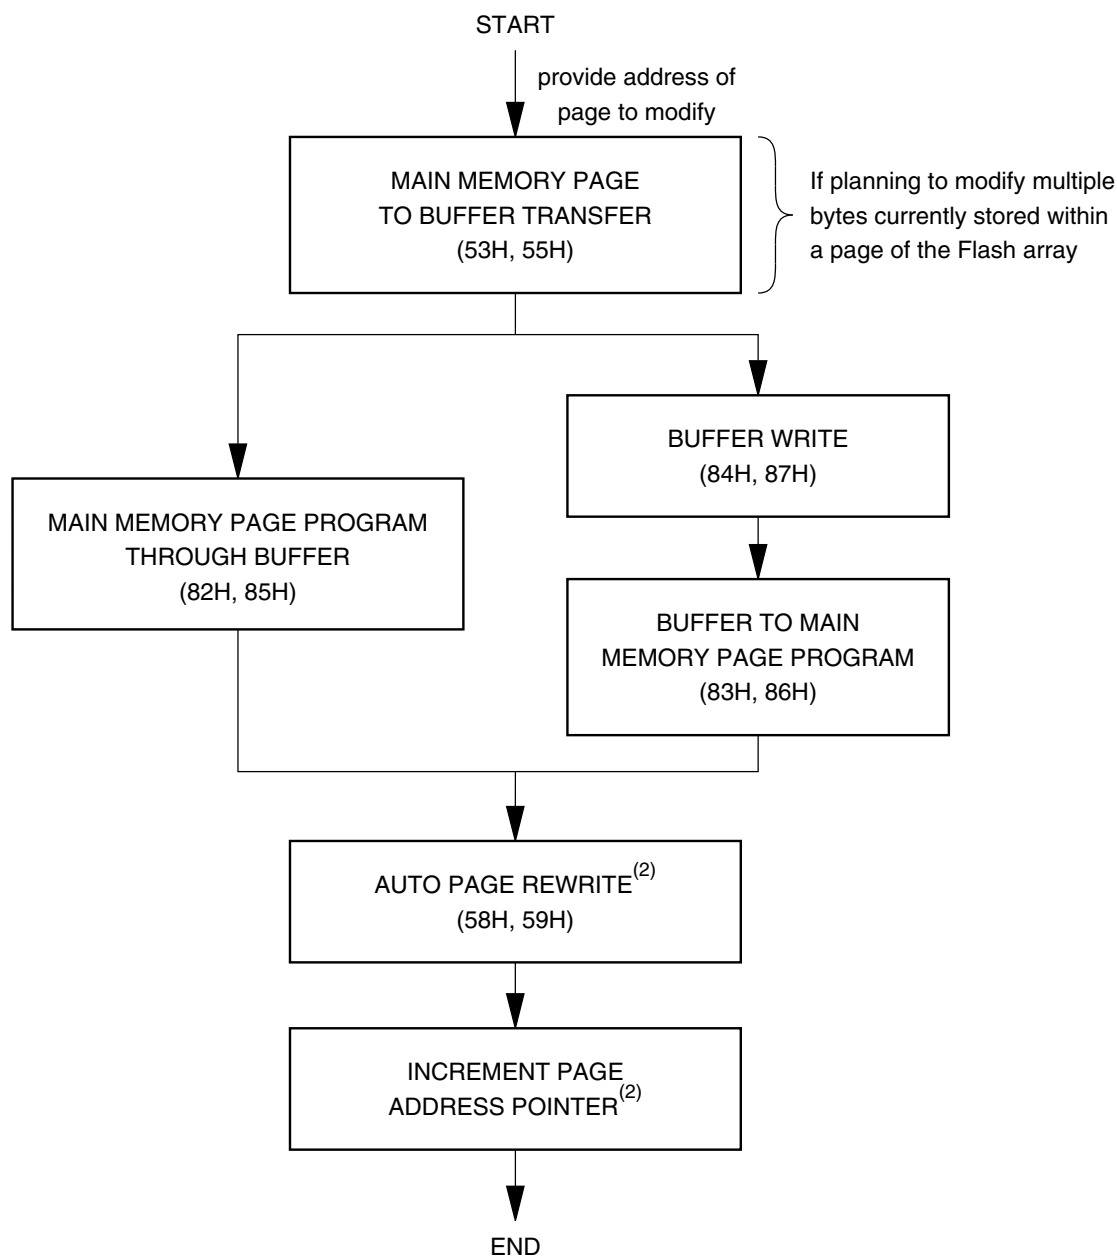 START
provide address of
page to modify
MAIN MEMORY PAGE
TO BUFFER TRANSFER
(53H, 55H)
If planning to modify multiple
bytes currently stored within
a page of the Flash array
BUFFER WRITE
(84H, 87H)
MAIN MEMORY PAGE PROGRAM
THROUGH BUFFER
(82H, 85H)
BUFFER TO MAIN
MEMORY PAGE PROGRAM
(83H, 86H)
AUTO PAGE REWRITE(2)
(58H, 59H)
INCREMENT PAGE
ADDRESS POINTER(2)
END